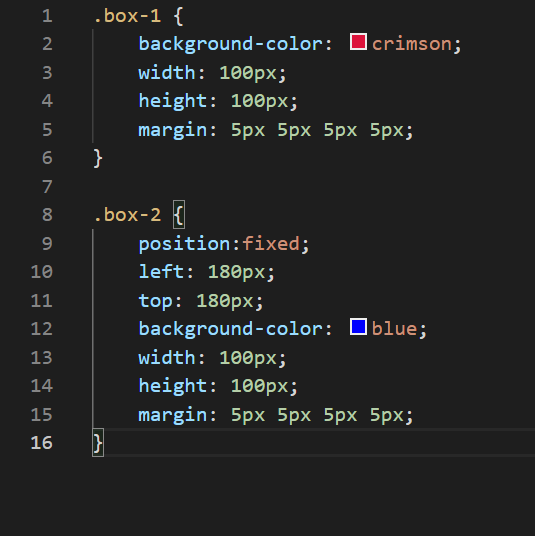 1 .box-1 {
2     background-color: crimson;
3     width: 100px;
4     height: 100px;
5     margin: 5px 5px 5px 5px;
6 }
7
8 .box-2 {
9     position:fixed;
10     left: 180px;
11     top: 180px;
12     background-color: blue;
13     width: 100px;
14     height: 100px;
15     margin: 5px 5px 5px 5px;
16 }